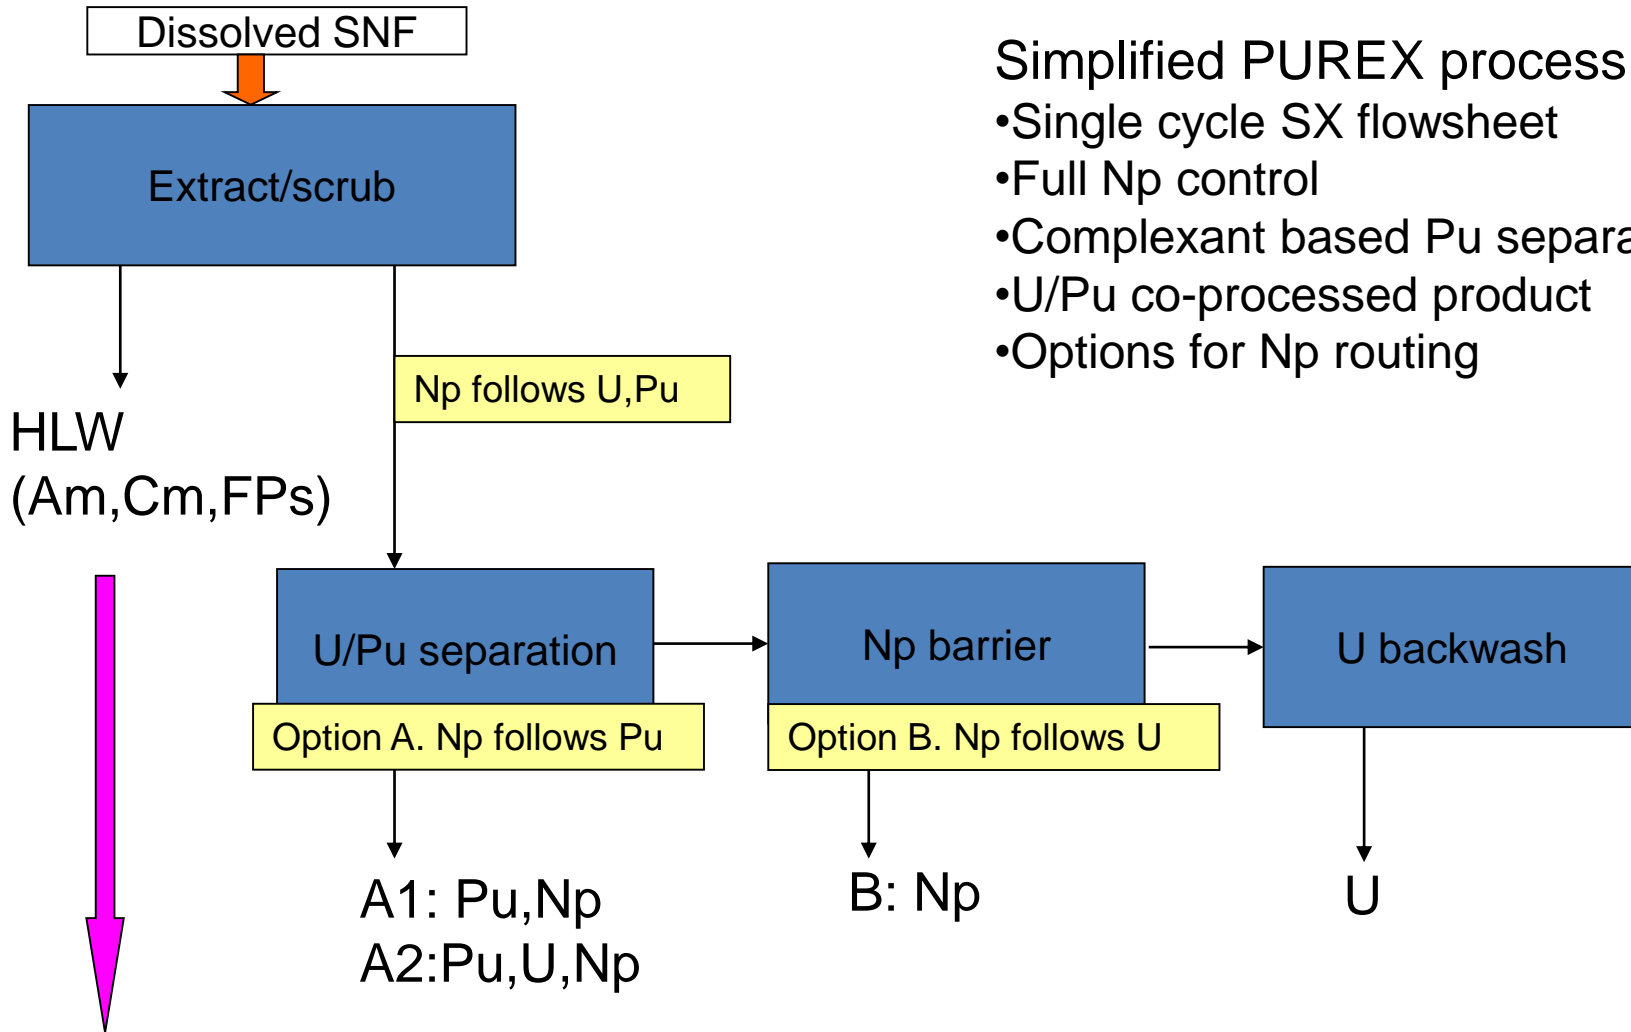 Dissolved SNF
Simplified PUREX process
•Single cycle SX flowsheet
•Full Np control
•Complexant based Pu separa
•U/Pu co-processed product
•Options for Np routing
Extract/scrub
Np follows U,Pu
HLW
(Am,Cm,FPs)
U/Pu separation
Np barrier
U backwash
Option A. Np follows Pu
Option B. Np follows U
A1: Pu,Np
A2:Pu,U,Np
B: Np
U